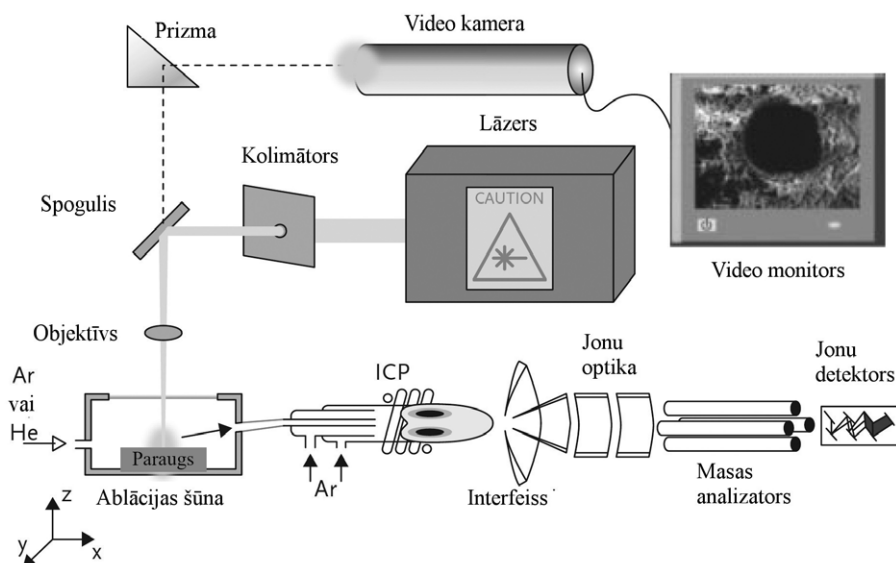 Prizma
Video kamera
Lāzers
Kolimātors
CAUTION
Spogulis
Video monitors
Objektīvs
Ar
vai
He
ICP
Jonu
optika
Jonu
detektors
Paraugs
Ablācijas šūna
Ar
Interfeiss
Masas
analizators
z
y
x